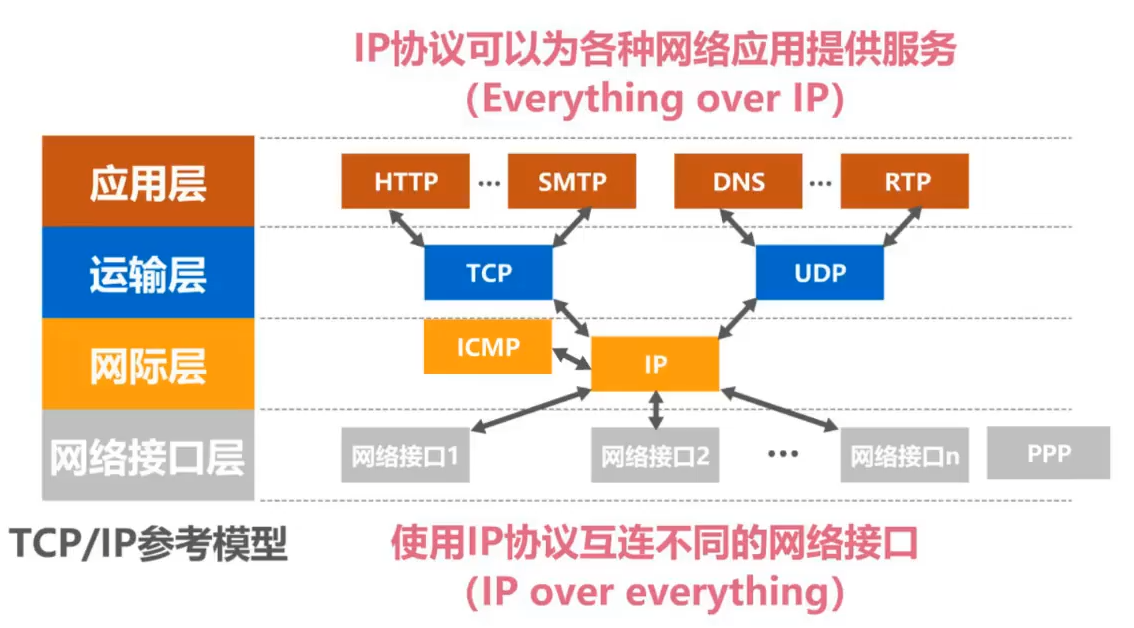 IP协议可以为各种网络应用提供服务
(Everything over IP)
应用层
HTTP ... SMTP DNS ... RTP
运输层
TCP UDP
网际层
ICMP
IP
网络接口层
网络接口1 网络接口2 ... 网络接口n PPP
TCP/IP参考模型
使用IP协议互连不同的网络接口
(IP over everything)